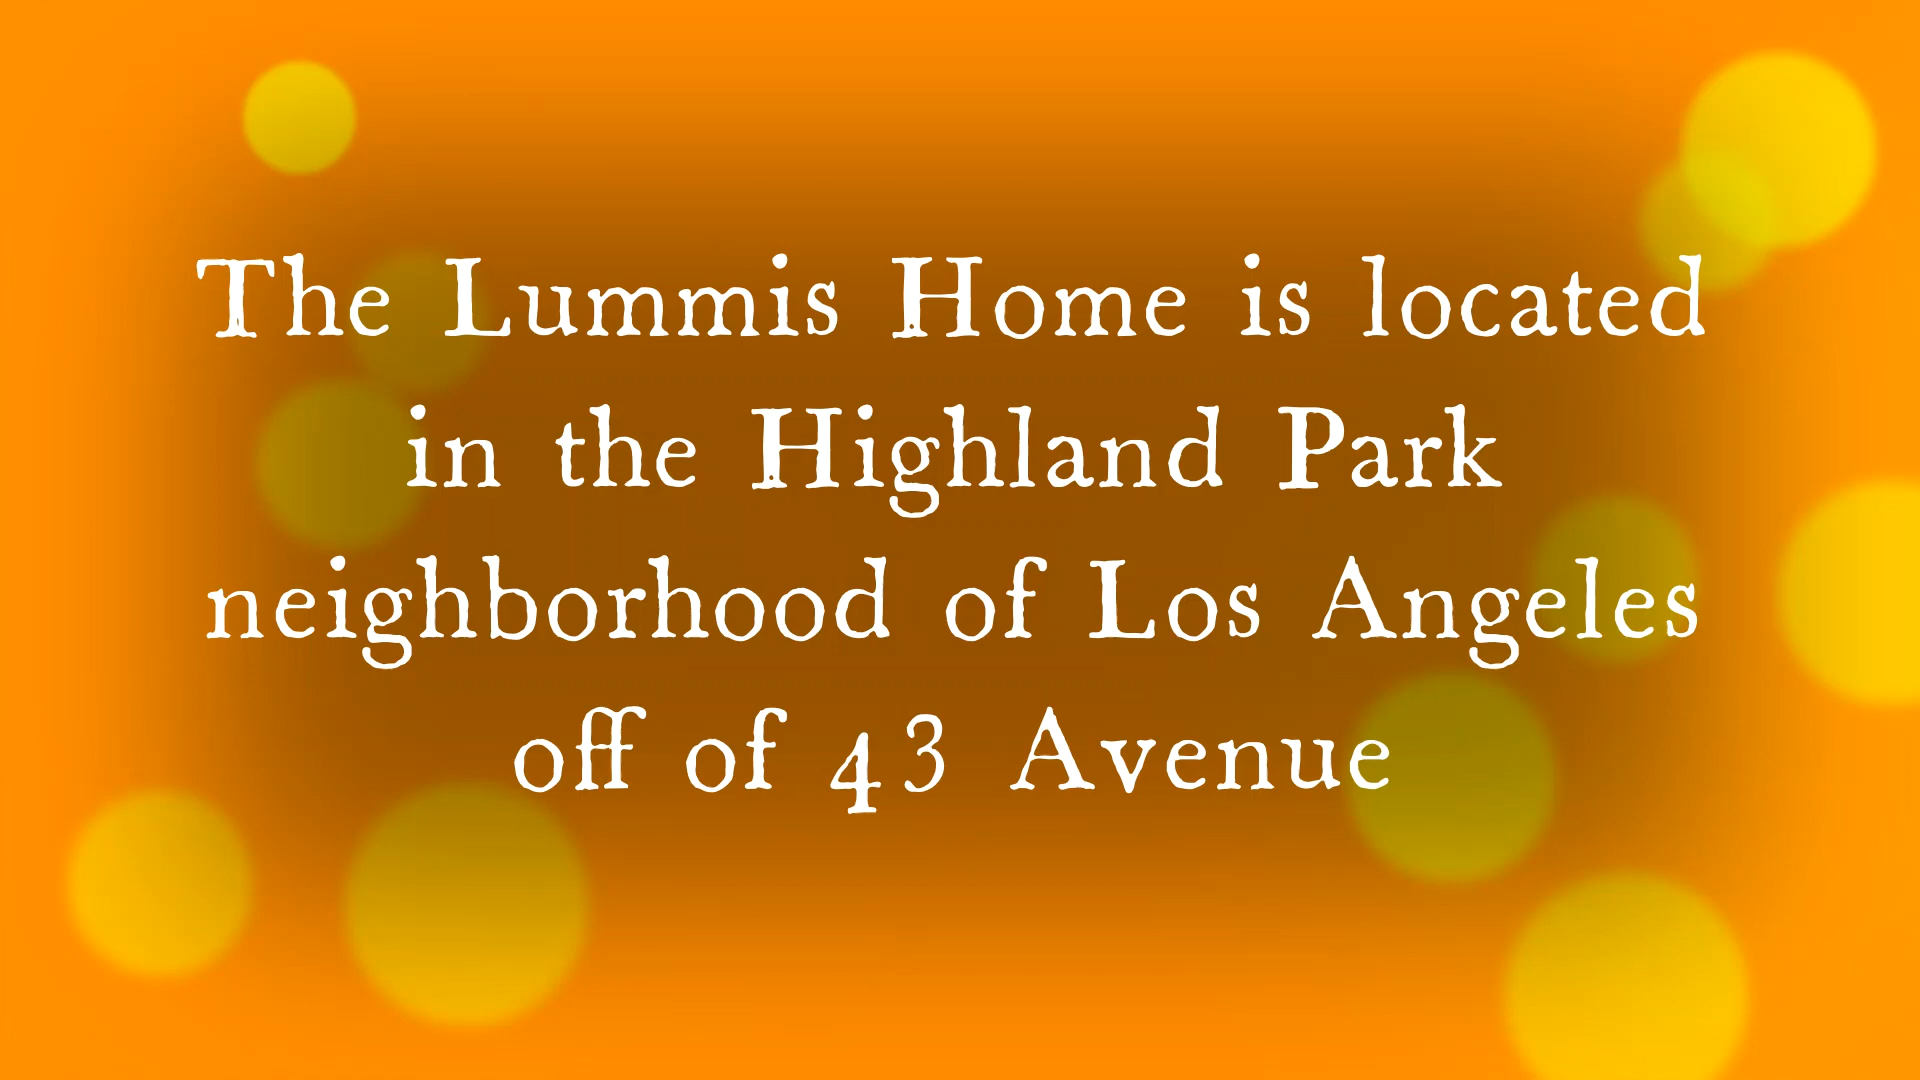 The Lummis Home is located
in the Highland Park
neighborhood of Los Angeles
off of 43 Avenue